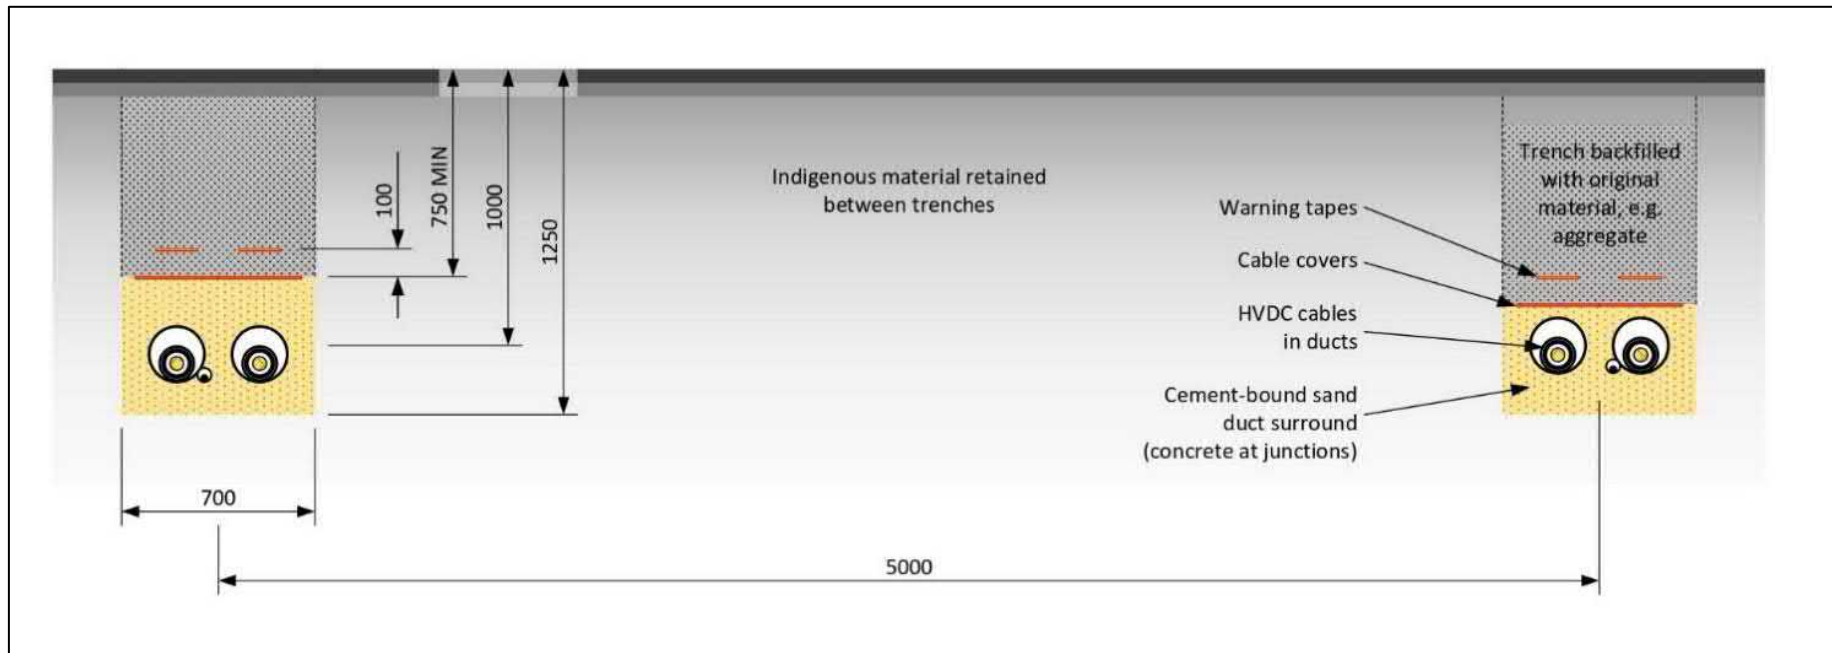 100
750 MIN
1000
1250
Indigenous material retained
between trenches
Trench backfilled
with original
material, e.g.
aggregate
Warning tapes
Cable covers
HVDC cables
in ducts
Cement-bound sand
duct surround
(concrete at junctions)
700
5000